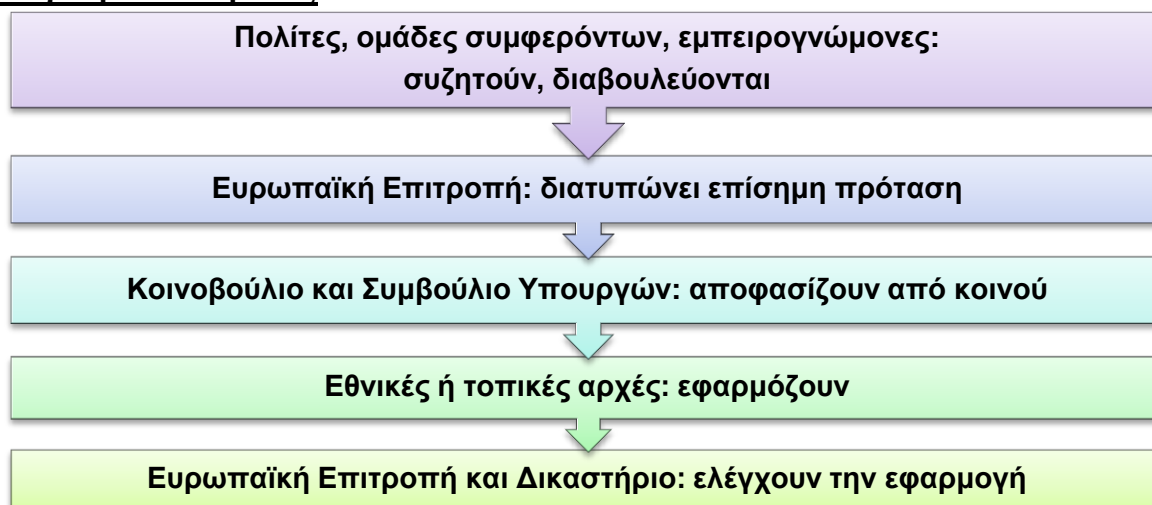 Πολίτες, ομάδες συμφερόντων, εμπειρογνώμονες:
συζητούν, διαβουλεύονται
Ευρωπαϊκή Επιτροπή: διατυπώνει επίσημη πρόταση
Κοινοβούλιο και Συμβούλιο Υπουργών: αποφασίζουν από κοινού
Εθνικές ή τοπικές αρχές: εφαρμόζουν
Ευρωπαϊκή Επιτροπή και Δικαστήριο: ελέγχουν την εφαρμογή